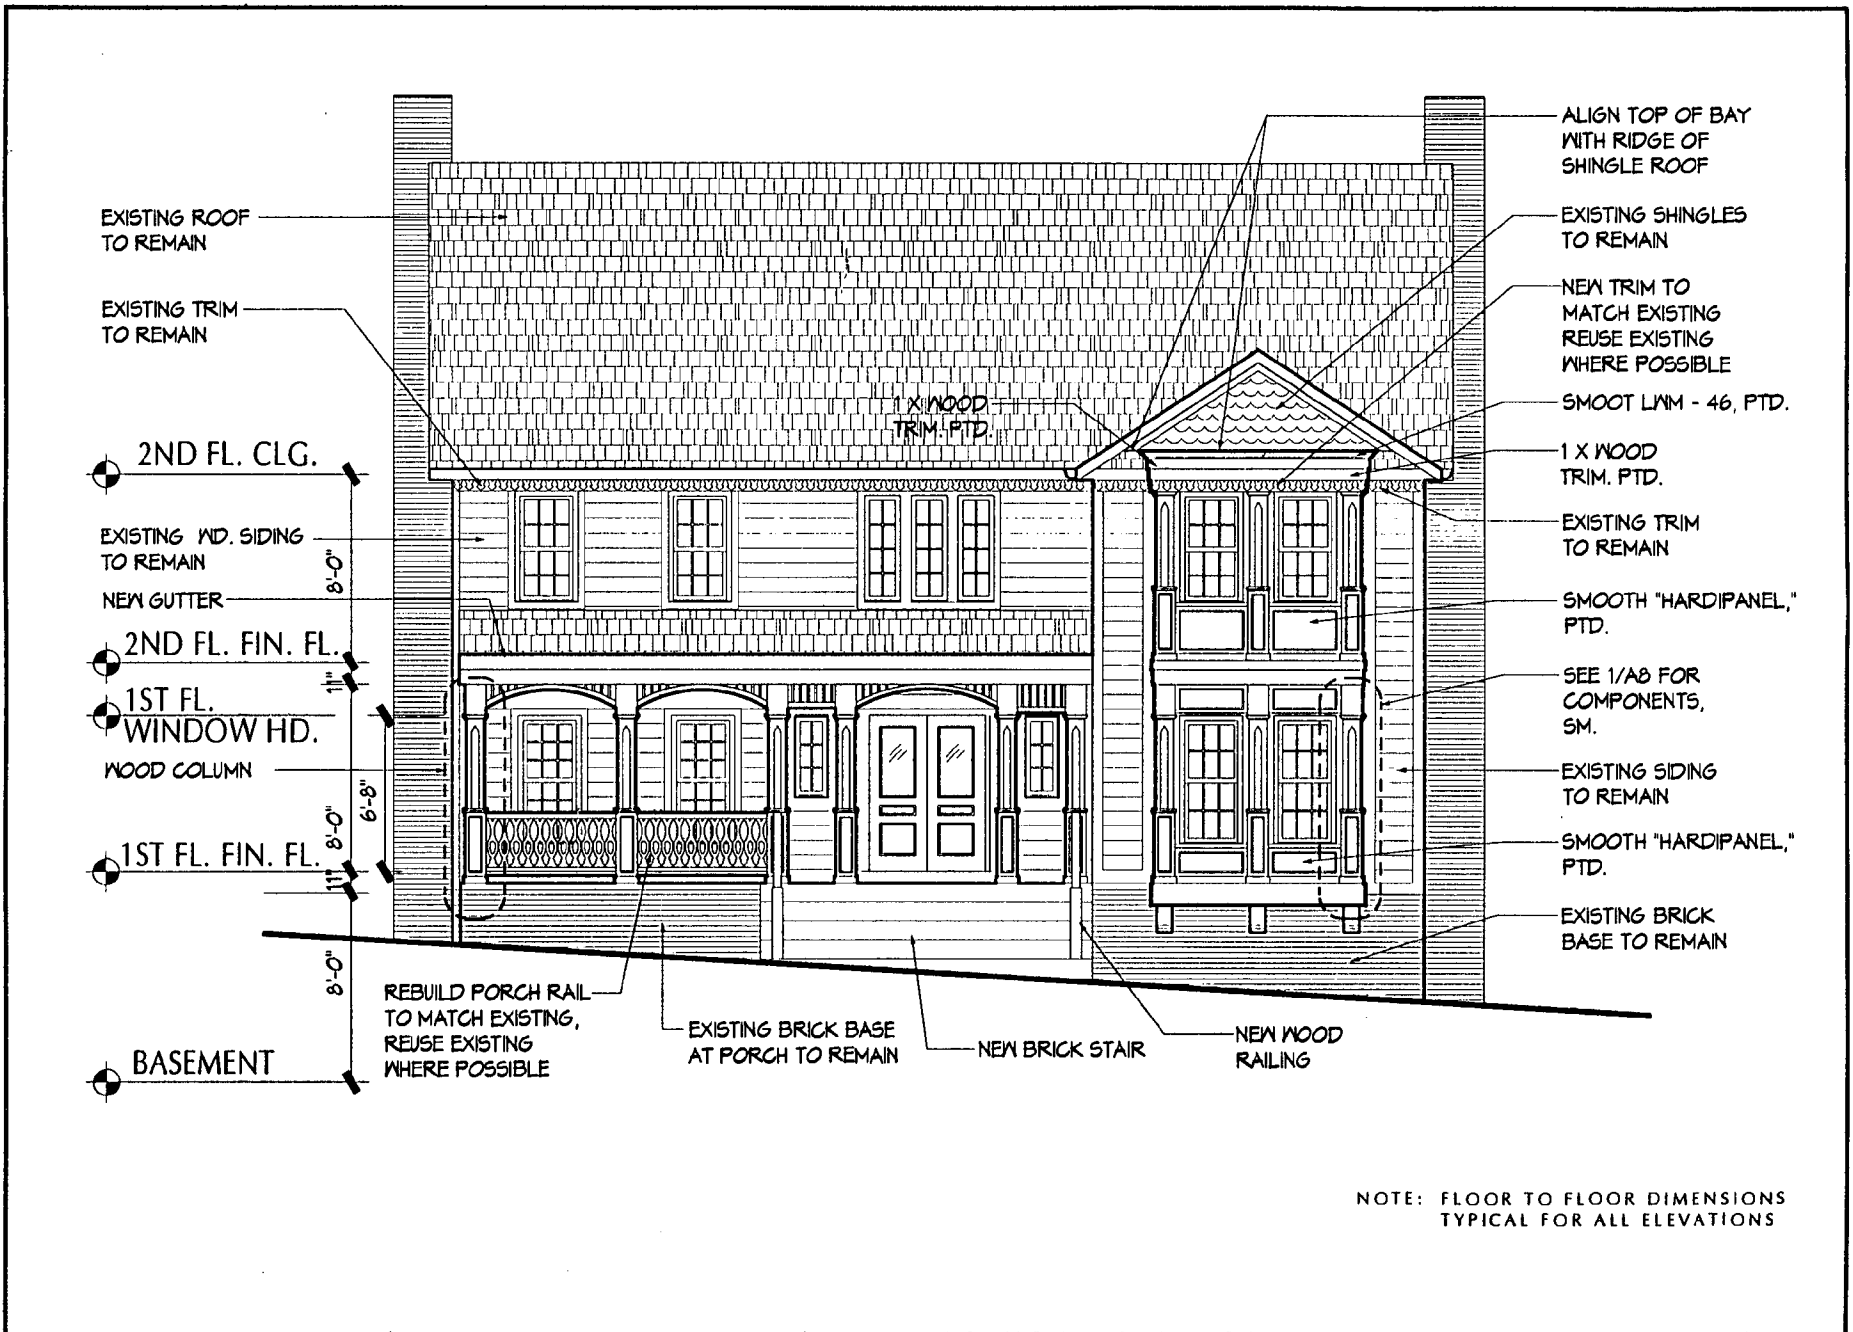 ALIGN TOP OF BAY
WITH RIDGE OF
SHINGLE ROOF
EXISTING ROOF
TO REMAIN
EXISTING SHINGLES
TO REMAIN
EXISTING TRIM
TO REMAIN
NEW TRIM TO
MATCH EXISTING
REUSE EXISTING
WHERE POSSIBLE
1 X WOOD
TRIM. PTD.
SMOOT LWM - 46, PTD.
2ND FL. CLG.
1 X WOOD
TRIM. PTD.
EXISTING WD. SIDING
TO REMAIN
8'-0"
EXISTING TRIM
TO REMAIN
NEW GUTTER
SMOOTH "HARDIPANEL,"
PTD.
2ND FL. FIN. FL.
11"
1ST FL.
WINDOW HD.
SEE 1/A8 FOR
COMPONENTS,
SM.
WOOD COLUMN
6'-8"
8'-0"
EXISTING SIDING
TO REMAIN
1ST FL. FIN. FL.
11"
SMOOTH "HARDIPANEL,"
PTD.
EXISTING BRICK
BASE TO REMAIN
8'-0"
REBUILD PORCH RAIL
TO MATCH EXISTING,
REUSE EXISTING
WHERE POSSIBLE
EXISTING BRICK BASE
AT PORCH TO REMAIN
NEW BRICK STAIR
NEW WOOD
RAILING
BASEMENT
NOTE: FLOOR TO FLOOR DIMENSIONS
TYPICAL FOR ALL ELEVATIONS